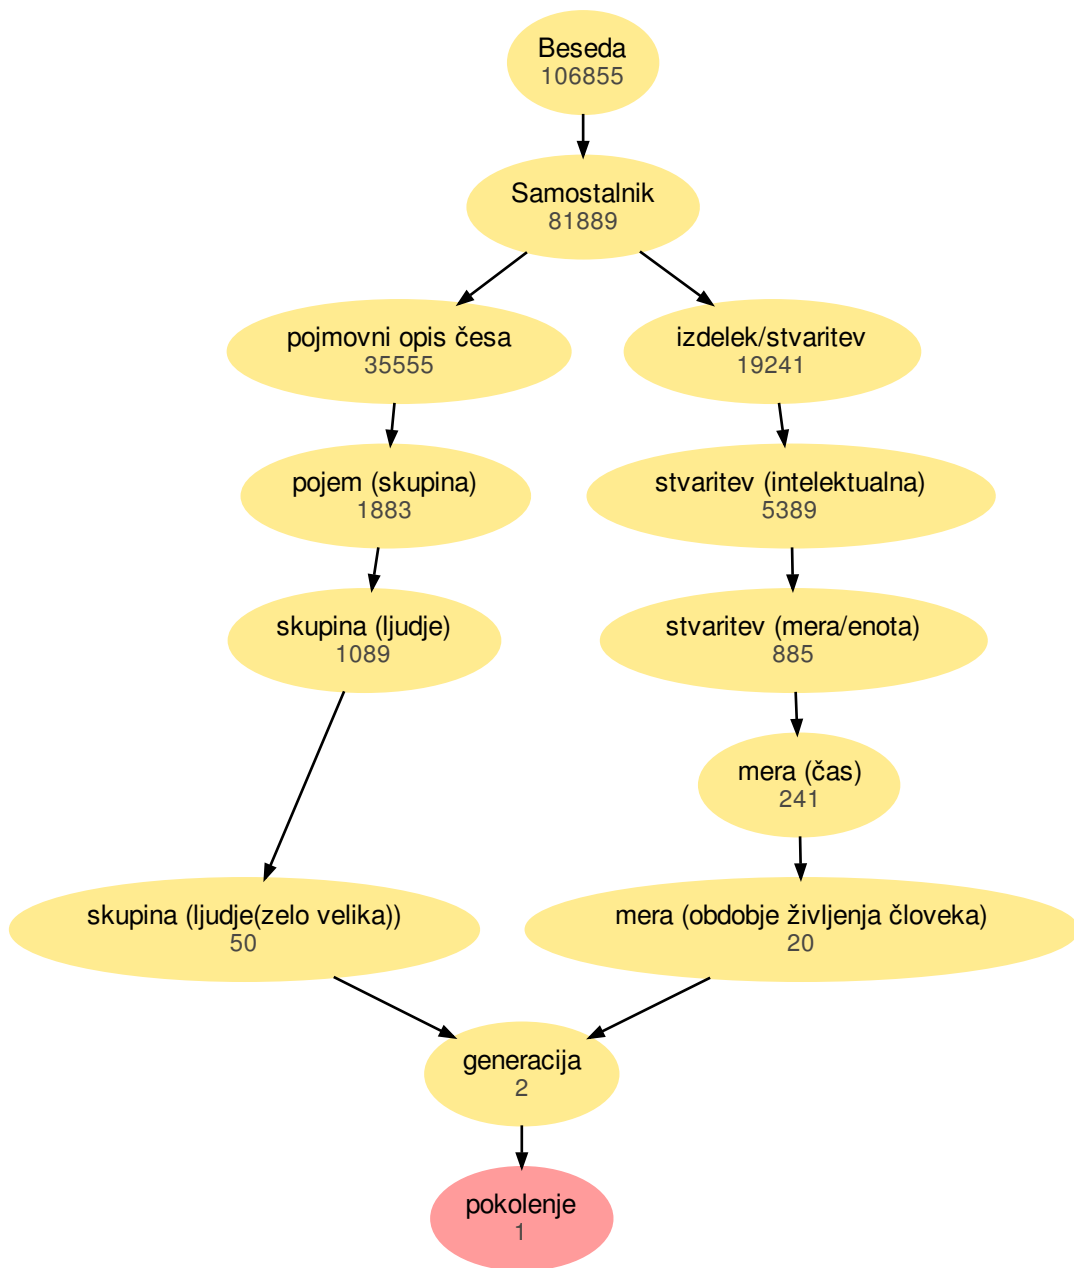 Beseda
106855
Samostalnik
81889
pojmovni opis česa
35555
izdelek/stvaritev
19241
pojem (skupina)
1883
stvaritev (intelektualna)
5389
skupina (ljudje)
1089
stvaritev (mera/enota)
885
mera (čas)
241
skupina (ljudje(zelo velika))
50
mera (obdobje življenja človeka)
20
generacija
2
pokolenje
1